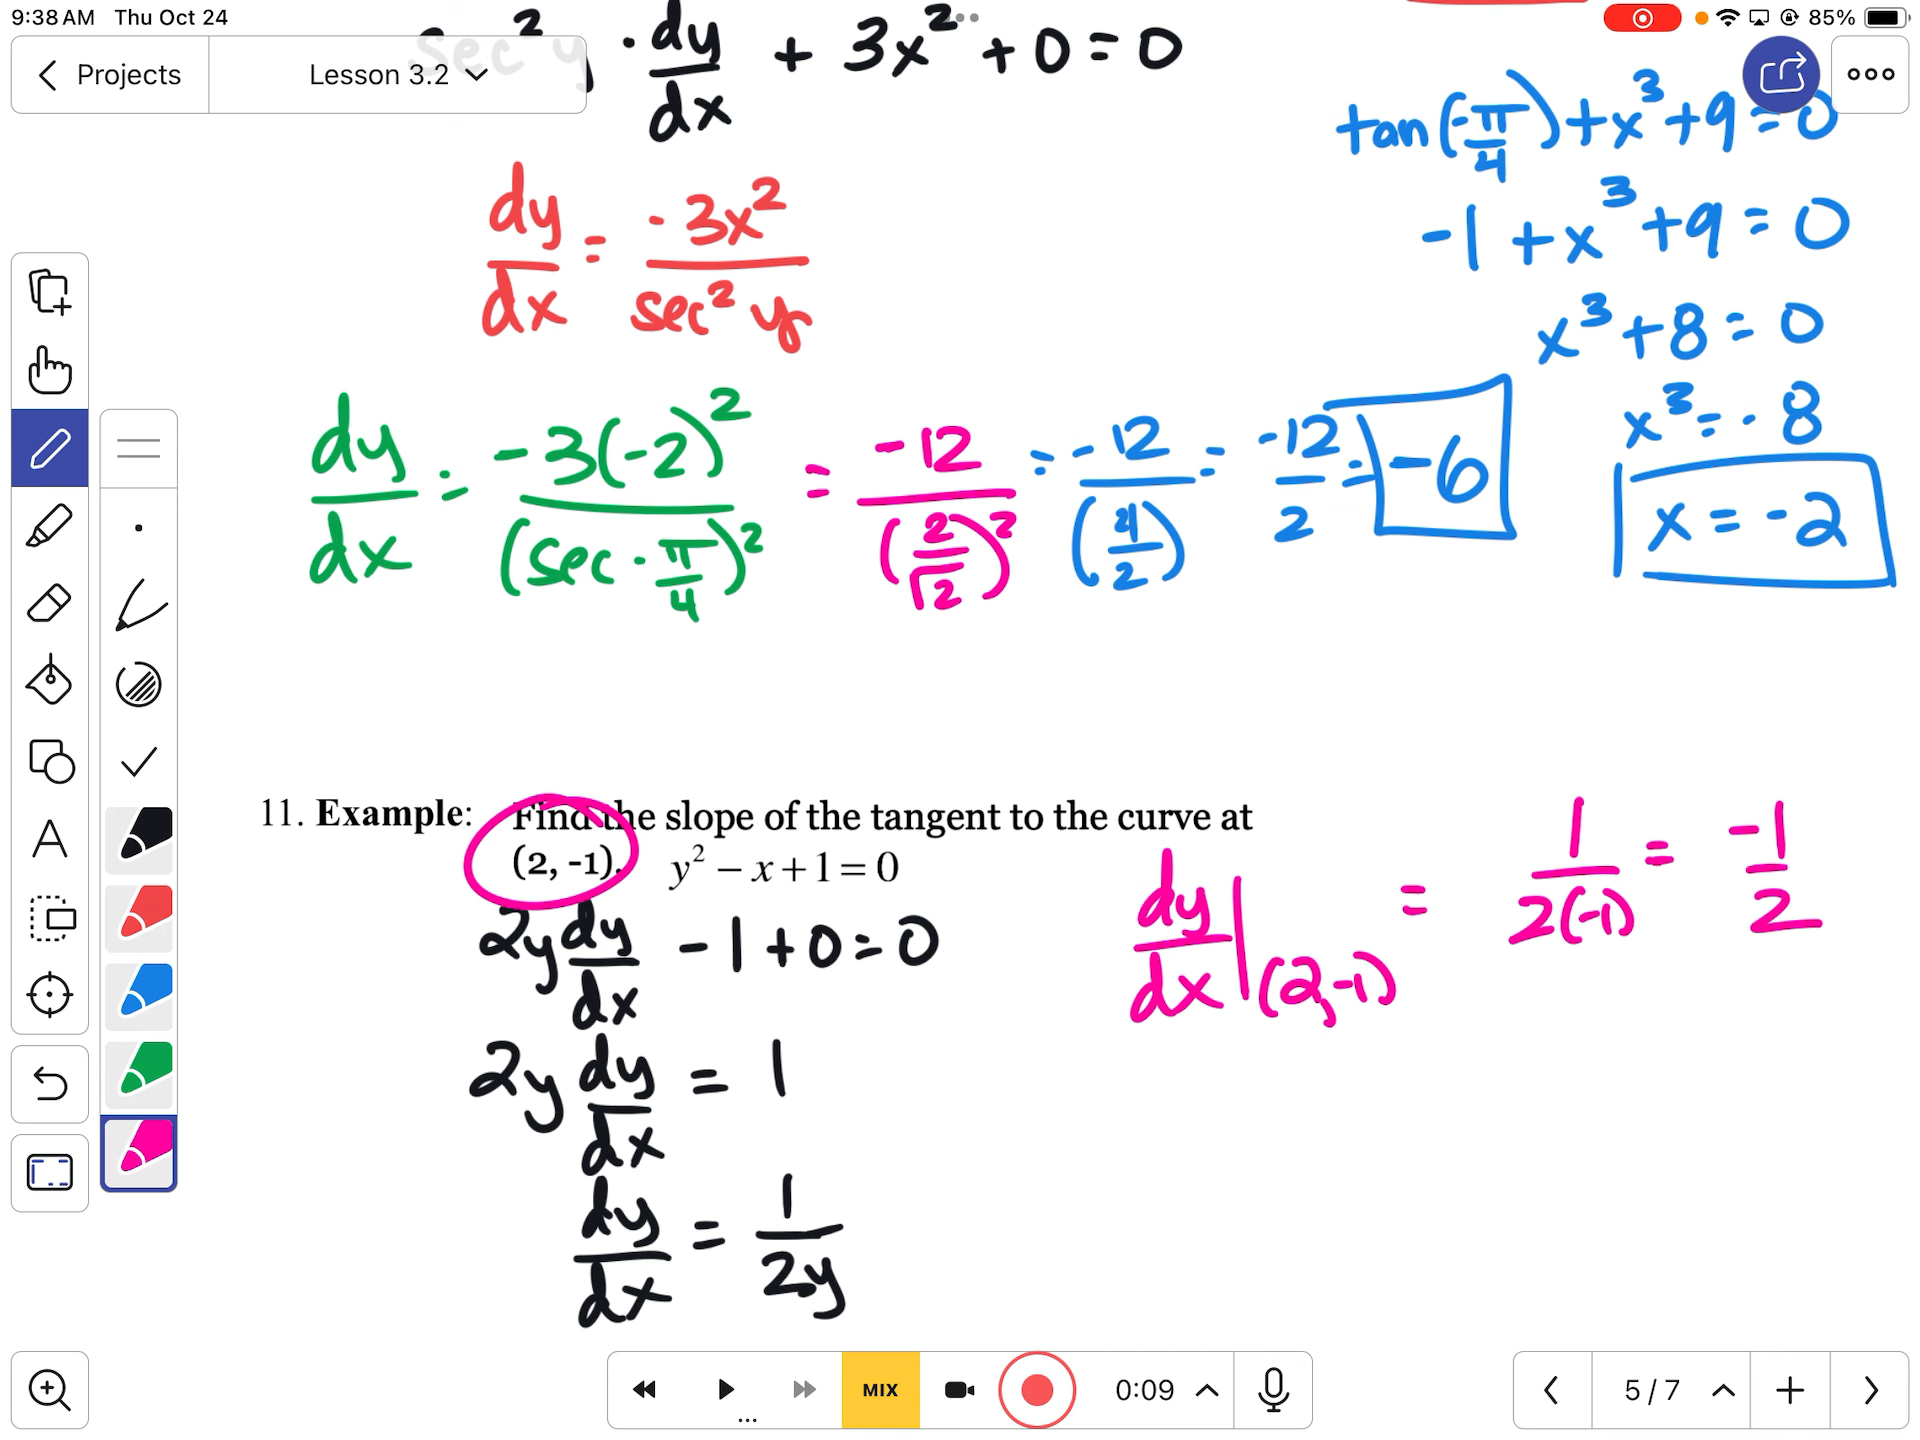 9:38 AM Thu Oct 24
85%
Projects
Lesson 3.2
sec² y · dy/dx + 3x² + 0 = 0
tan(-π/4) + x³ + 9 = 0
-1 + x³ + 9 = 0
x³ + 8 = 0
x³ = -8
x = -2
dy/dx = -3x²/sec² y
dy/dx = -3(-2)²/(sec -π/4)² = -12/(2/√2)² = -12/(4/2) = -12/2 = -6
11. Example: Find the slope of the tangent to the curve at
(2, -1). y² − x + 1 = 0
2y dy/dx - 1 + 0 = 0
2y dy/dx = 1
dy/dx = 1/2y
dy/dx|(2,-1) = 1/2(-1) = -1/2
A
MIX
0:09
5 / 7